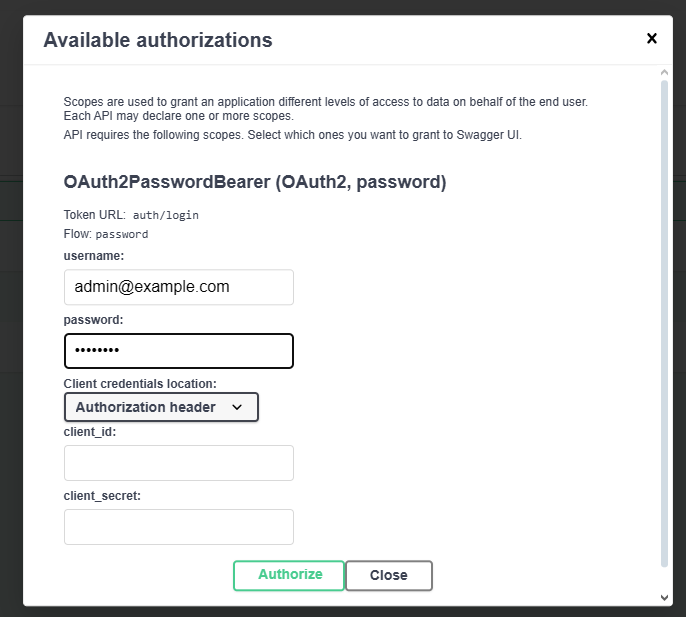 Available authorizations
Scopes are used to grant an application different levels of access to data on behalf of the end user.
Each API may declare one or more scopes.
API requires the following scopes. Select which ones you want to grant to Swagger UI.
OAuth2PasswordBearer (OAuth2, password)
Token URL: auth/login
Flow: password
username:
admin@example.com
password:
••••••••
Client credentials location:
Authorization header
client_id:
client_secret:
Authorize Close